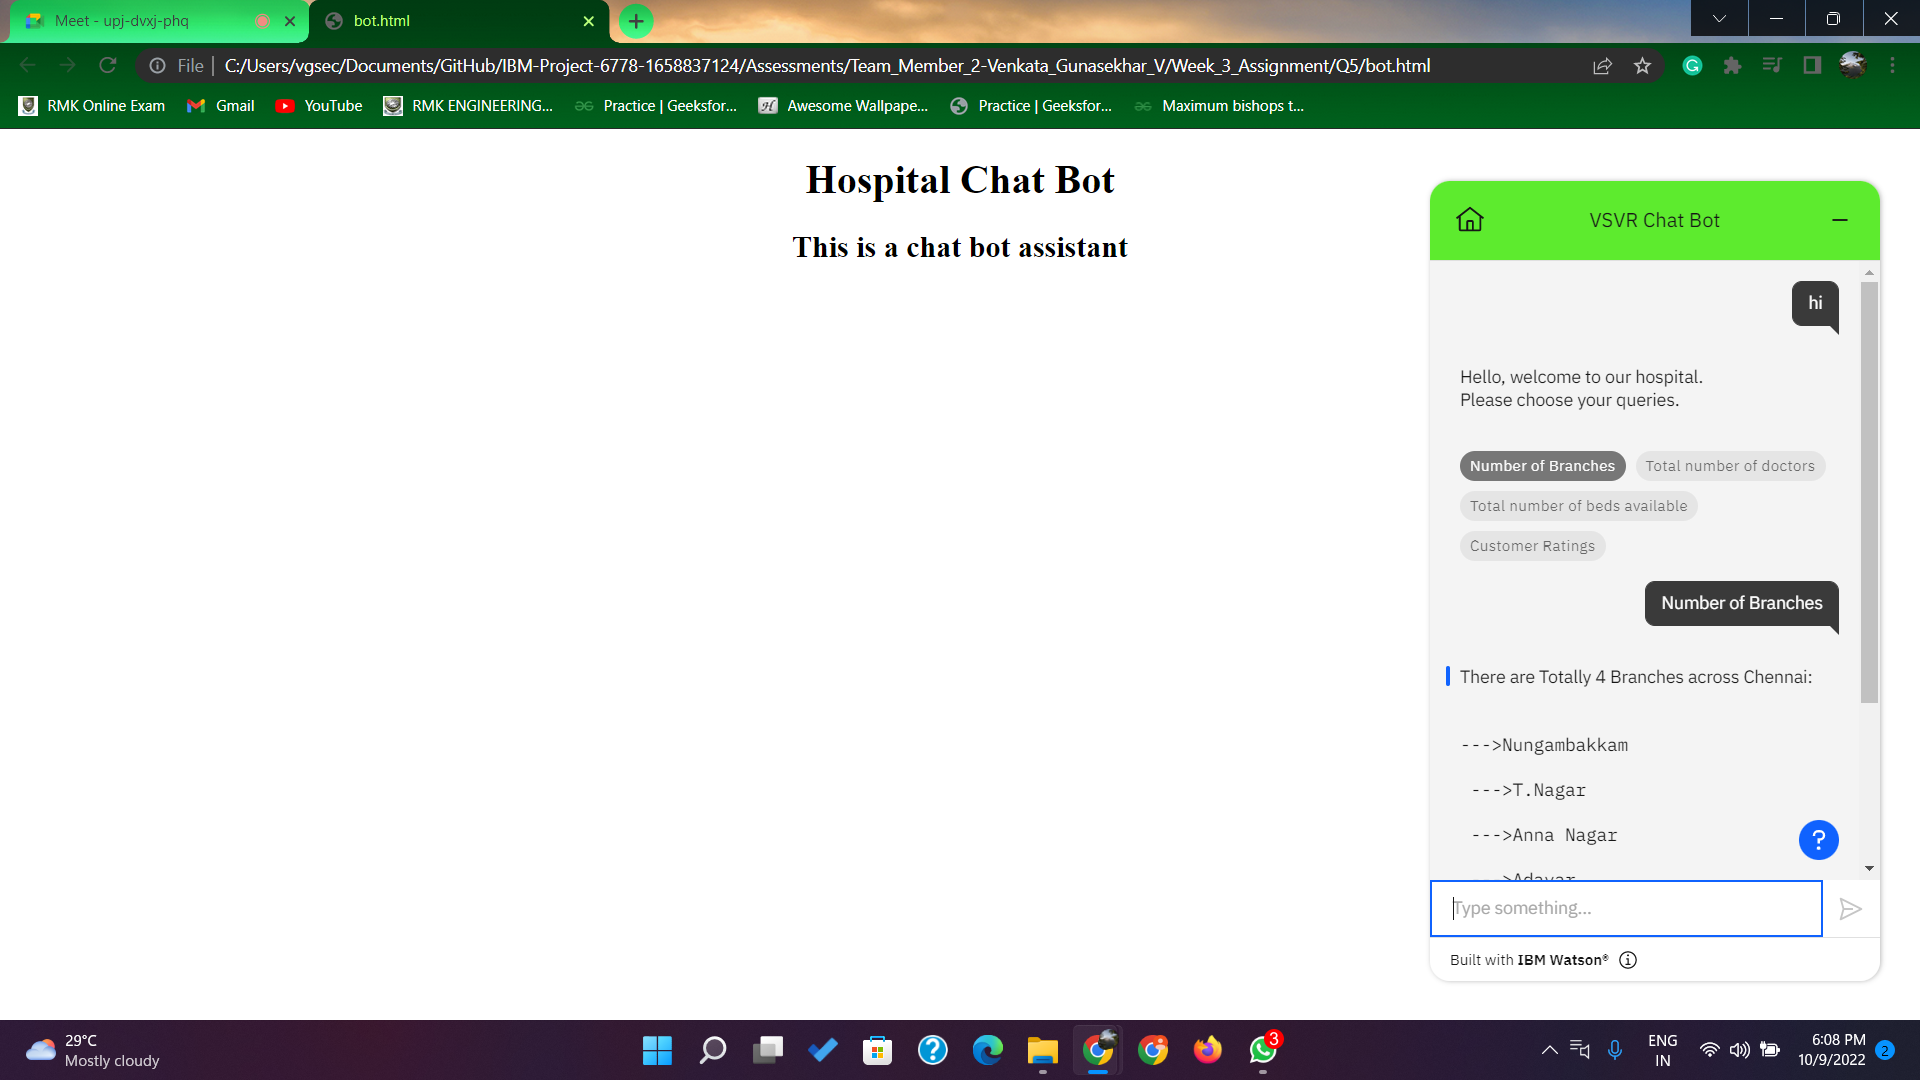 Meet - upj-dvxj-phq
bot.html
File
C:/Users/vgsec/Documents/GitHub/IBM-Project-6778-1658837124/Assessments/Team_Member_2-Venkata_Gunasekhar_V/Week_3_Assignment/Q5/bot.html
RMK Online Exam
Gmail
YouTube
RMK ENGINEERING...
Practice | Geeksfor...
Awesome Wallpape...
Practice | Geeksfor...
Maximum bishops t...
Hospital Chat Bot
This is a chat bot assistant
VSVR Chat Bot
hi
Hello, welcome to our hospital.
Please choose your queries.
Number of Branches
Total number of doctors
Total number of beds available
Customer Ratings
Number of Branches
There are Totally 4 Branches across Chennai:
--->Nungambakkam
--->T.Nagar
--->Anna Nagar
--->Adayar
Type something...
Built with IBM Watson®
29°C
Mostly cloudy
3
ENG
IN
6:08 PM
10/9/2022
2